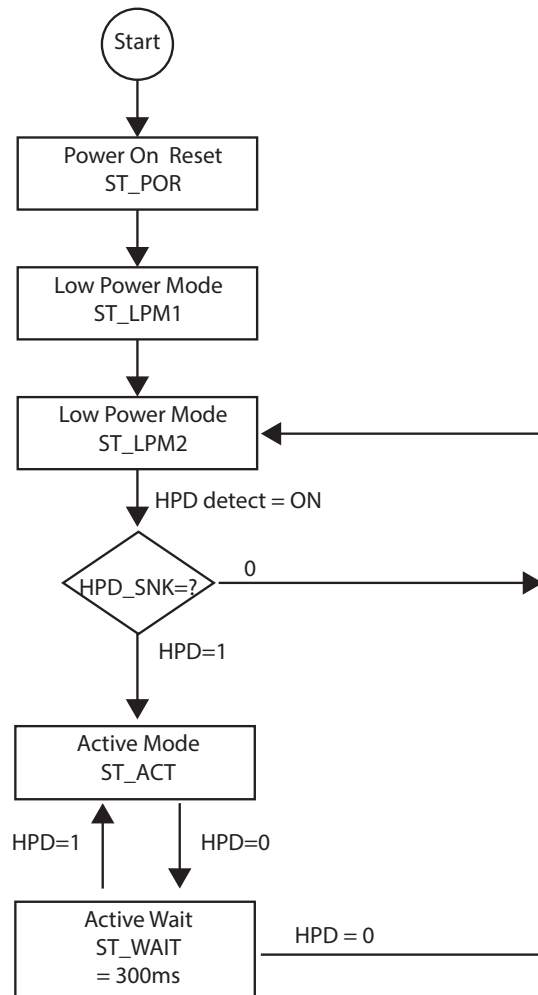 Start
Power On Reset
ST_POR
Low Power Mode
ST_LPM1
Low Power Mode
ST_LPM2
HPD detect = ON
HPD_SNK=?
0
HPD=1
Active Mode
ST_ACT
HPD=1
HPD=0
Active Wait
ST_WAIT
= 300ms
HPD = 0